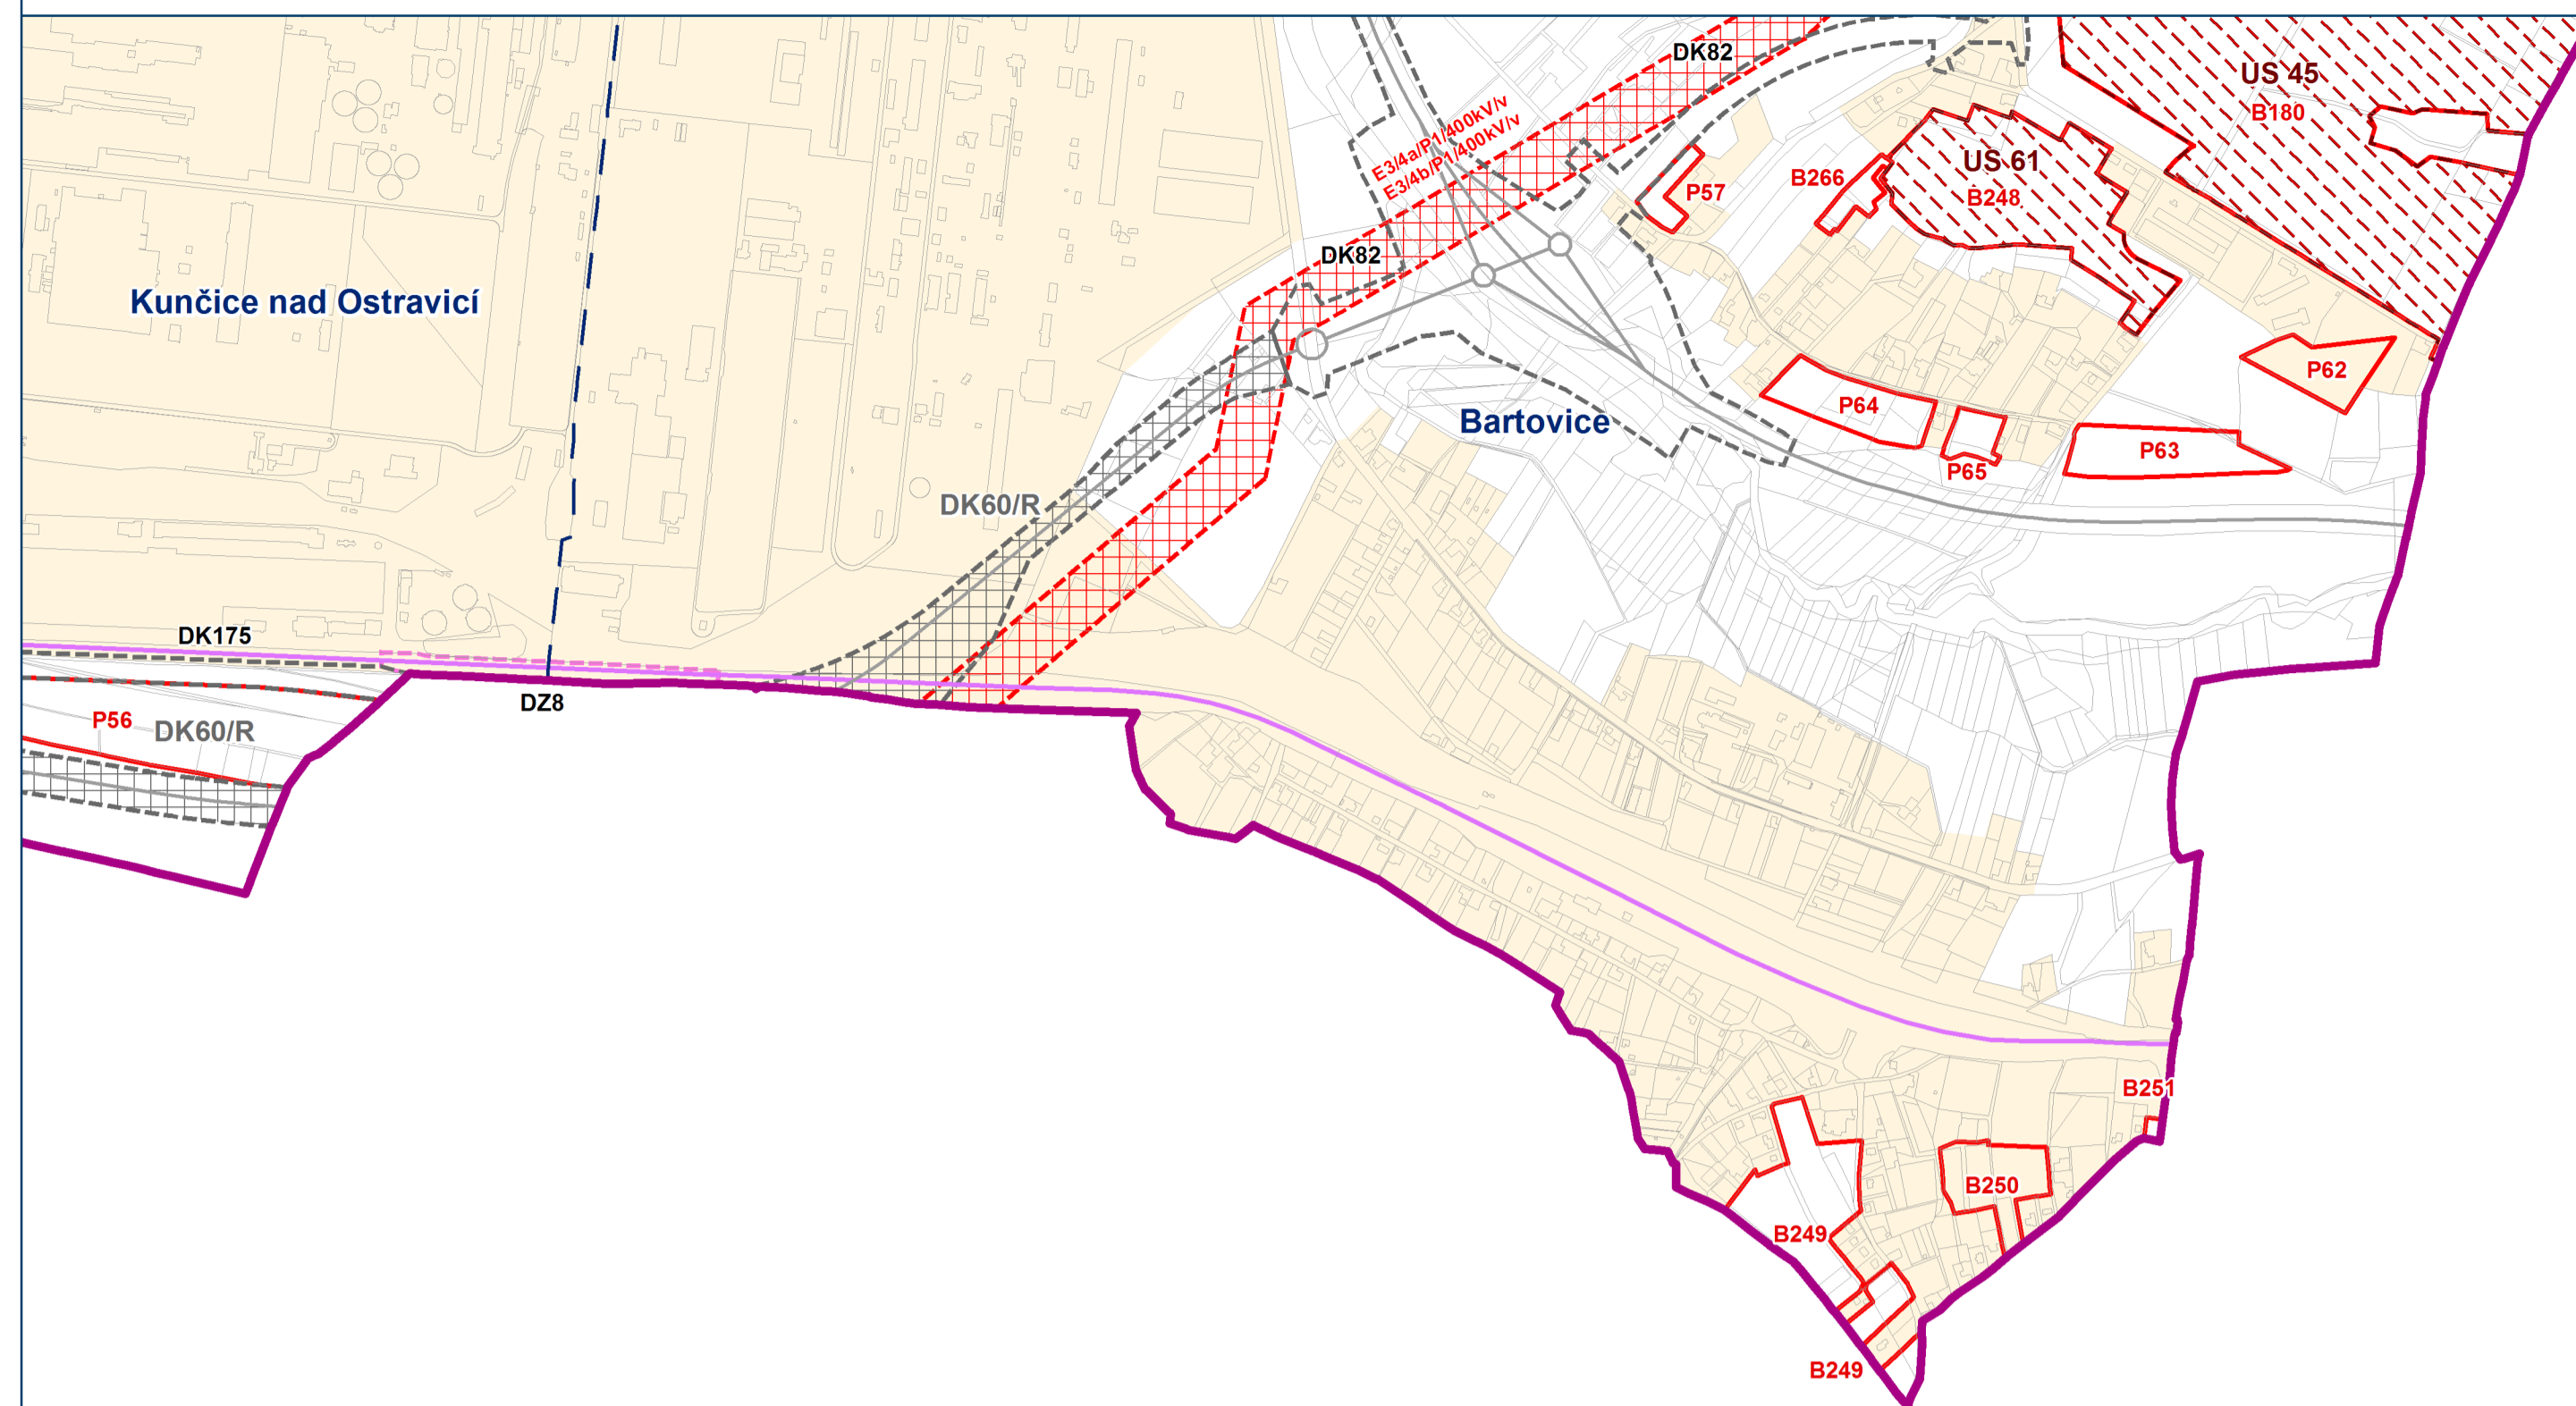 DK82
US 45
B180
E3/4a/P1/400kV/v
E3/4b/P1/400kV/v
US 61
B266
P57
B248
DK82
Kunčice nad Ostravicí
P62
P64
Bartovice
P63
P65
DK60/R
DK175
DZ8
P56
DK60/R
B251
B250
B249
B249